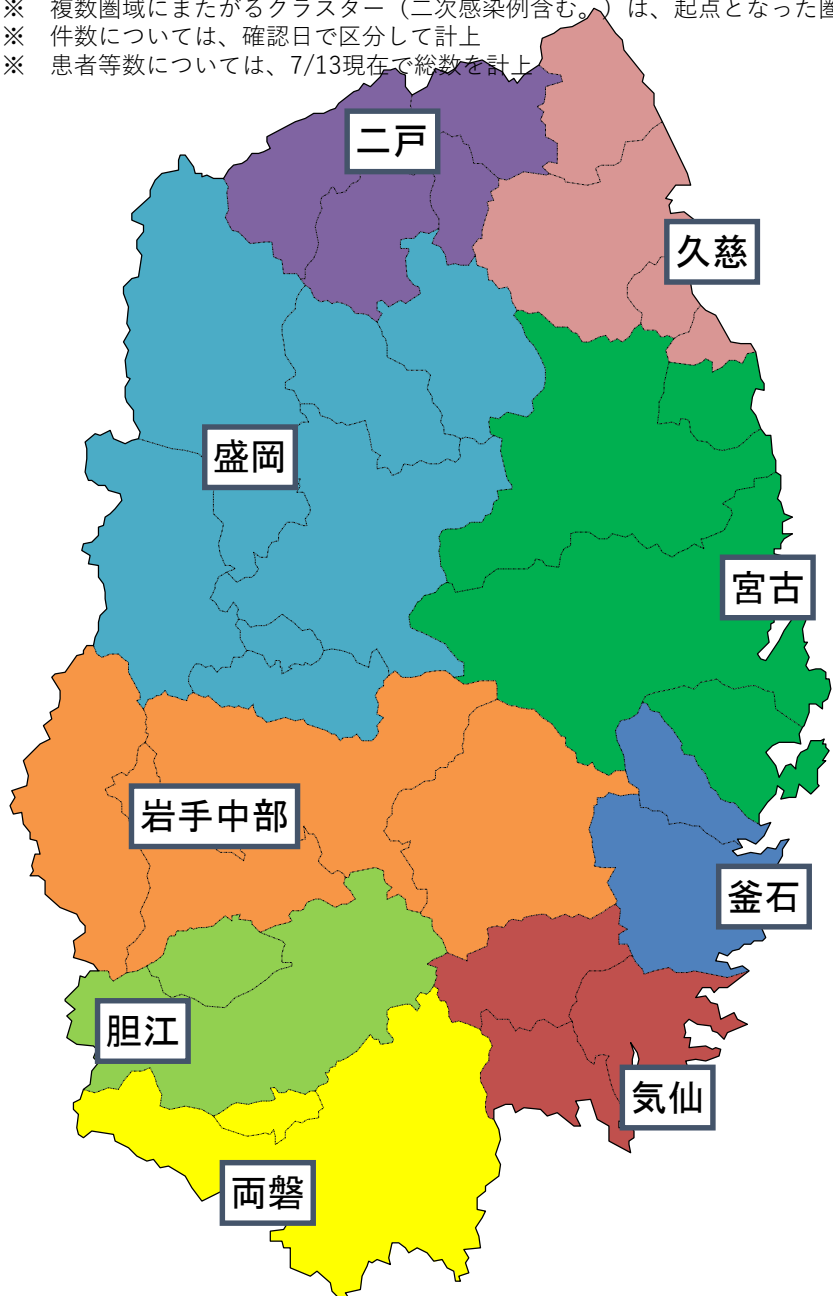 ※ 複数圏域にまたがるクラスター（二次感染例含む。）は、起点となった圏
※ 件数については、確認日で区分して計上
※ 患者等数については、7/13現在で総数を計上
二戸
久慈
盛岡
宮古
岩手中部
釜石
胆江
気仙
両磐